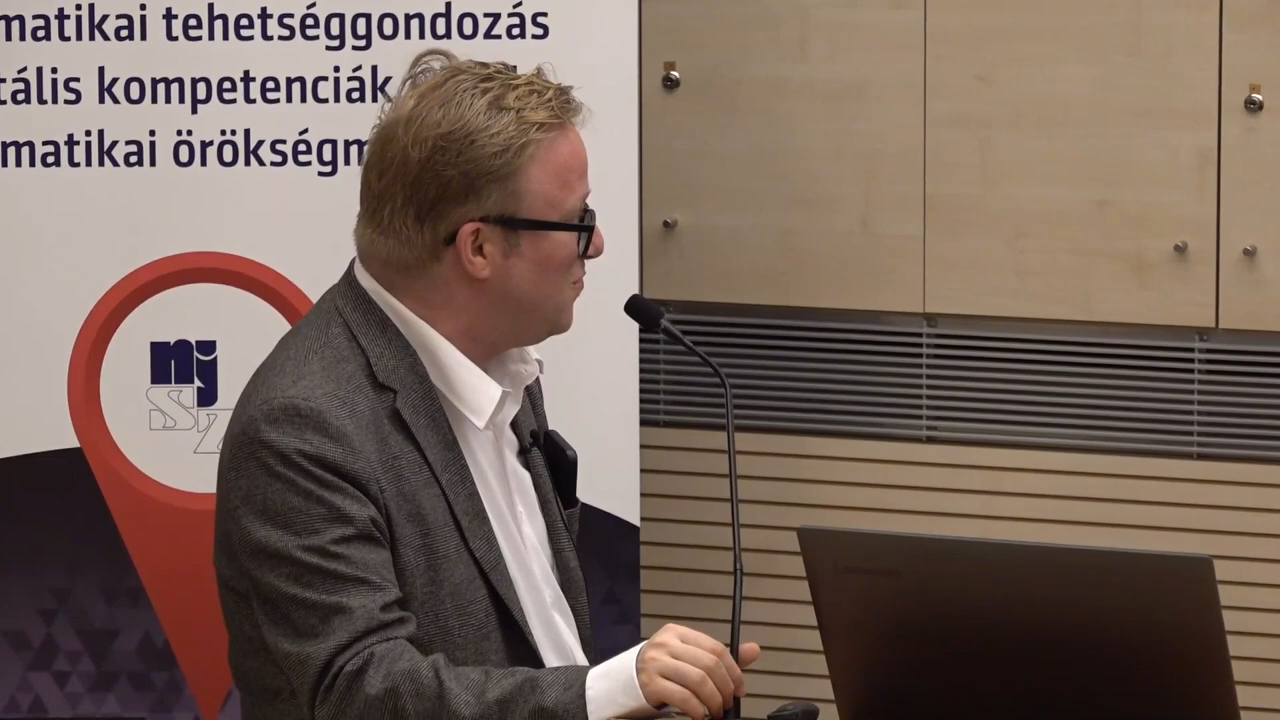 matikai tehetséggondozás
tális kompetenciák
matikai örökségm
nj
SZ